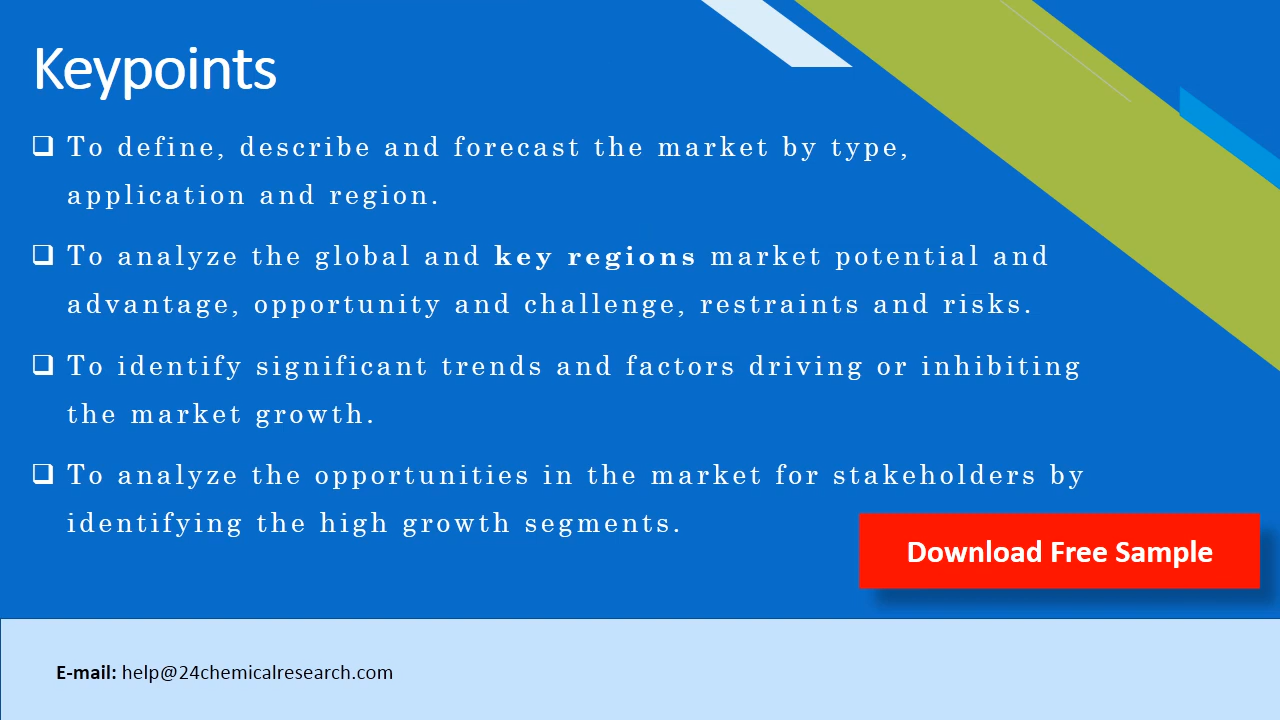 Keypoints
❑ To define, describe and forecast the market by type,
application and region.
❑ To analyze the global and key regions market potential and
advantage, opportunity and challenge, restraints and risks.
❑ To identify significant trends and factors driving or inhibiting
the market growth.
❑ To analyze the opportunities in the market for stakeholders by
identifying the high growth segments.
Download Free Sample
E-mail: help@24chemicalresearch.com